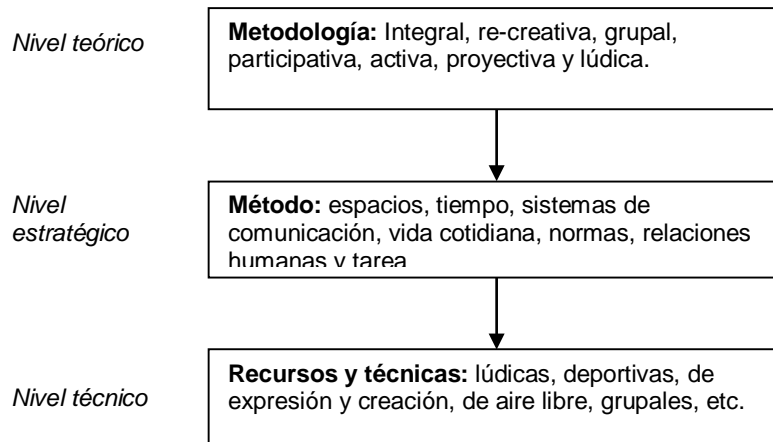 Nivel teórico
Metodología: Integral, re-creativa, grupal,
participativa, activa, proyectiva y lúdica.
Nivel
estratégico
Método: espacios, tiempo, sistemas de
comunicación, vida cotidiana, normas, relaciones
humanas y tarea
Nivel técnico
Recursos y técnicas: lúdicas, deportivas, de
expresión y creación, de aire libre, grupales, etc.